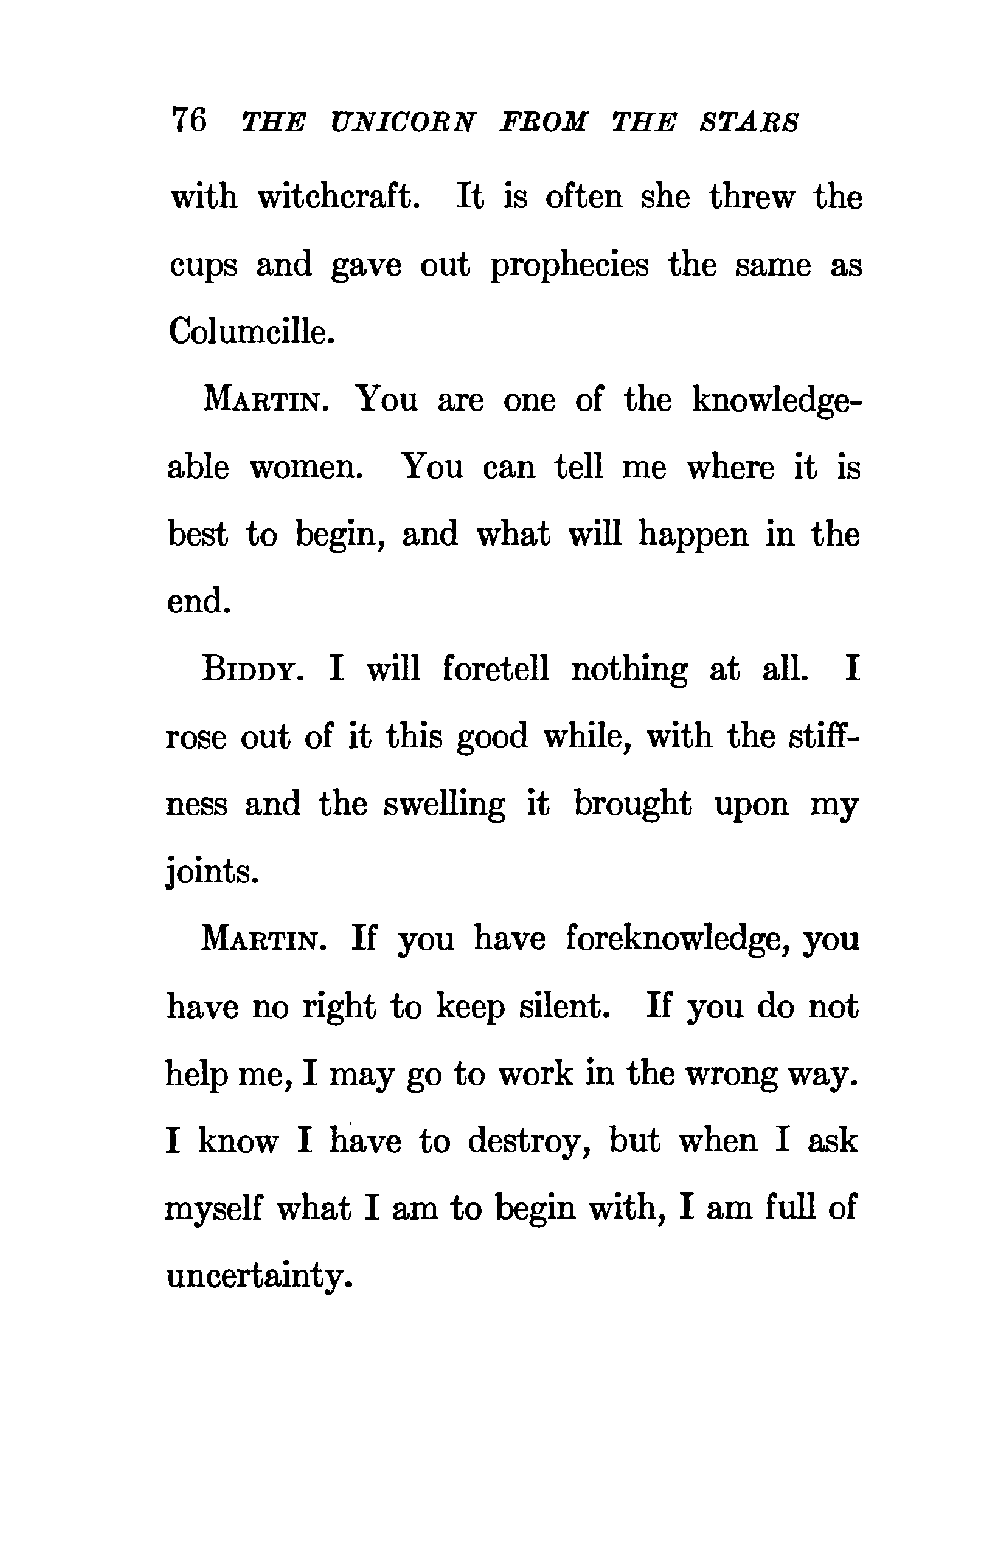 76 THE UNICORN FROM THE STARS
with witchcraft. It is often she threw the
cups and gave out prophecies the same as
Columcille.
MARTIN. You are one of the knowledge-
able women. You can tell me where it is
best to begin, and what will happen in the
end.
BIDDY. I will foretell nothing at all. I
rose out of it this good while, with the stiff-
ness and the swelling it brought upon my
joints.
MARTIN. If you have foreknowledge, you
have no right to keep silent. If you do not
help me, I may go to work in the wrong way.
I know I have to destroy, but when I ask
myself what I am to begin with, I am full of
uncertainty.